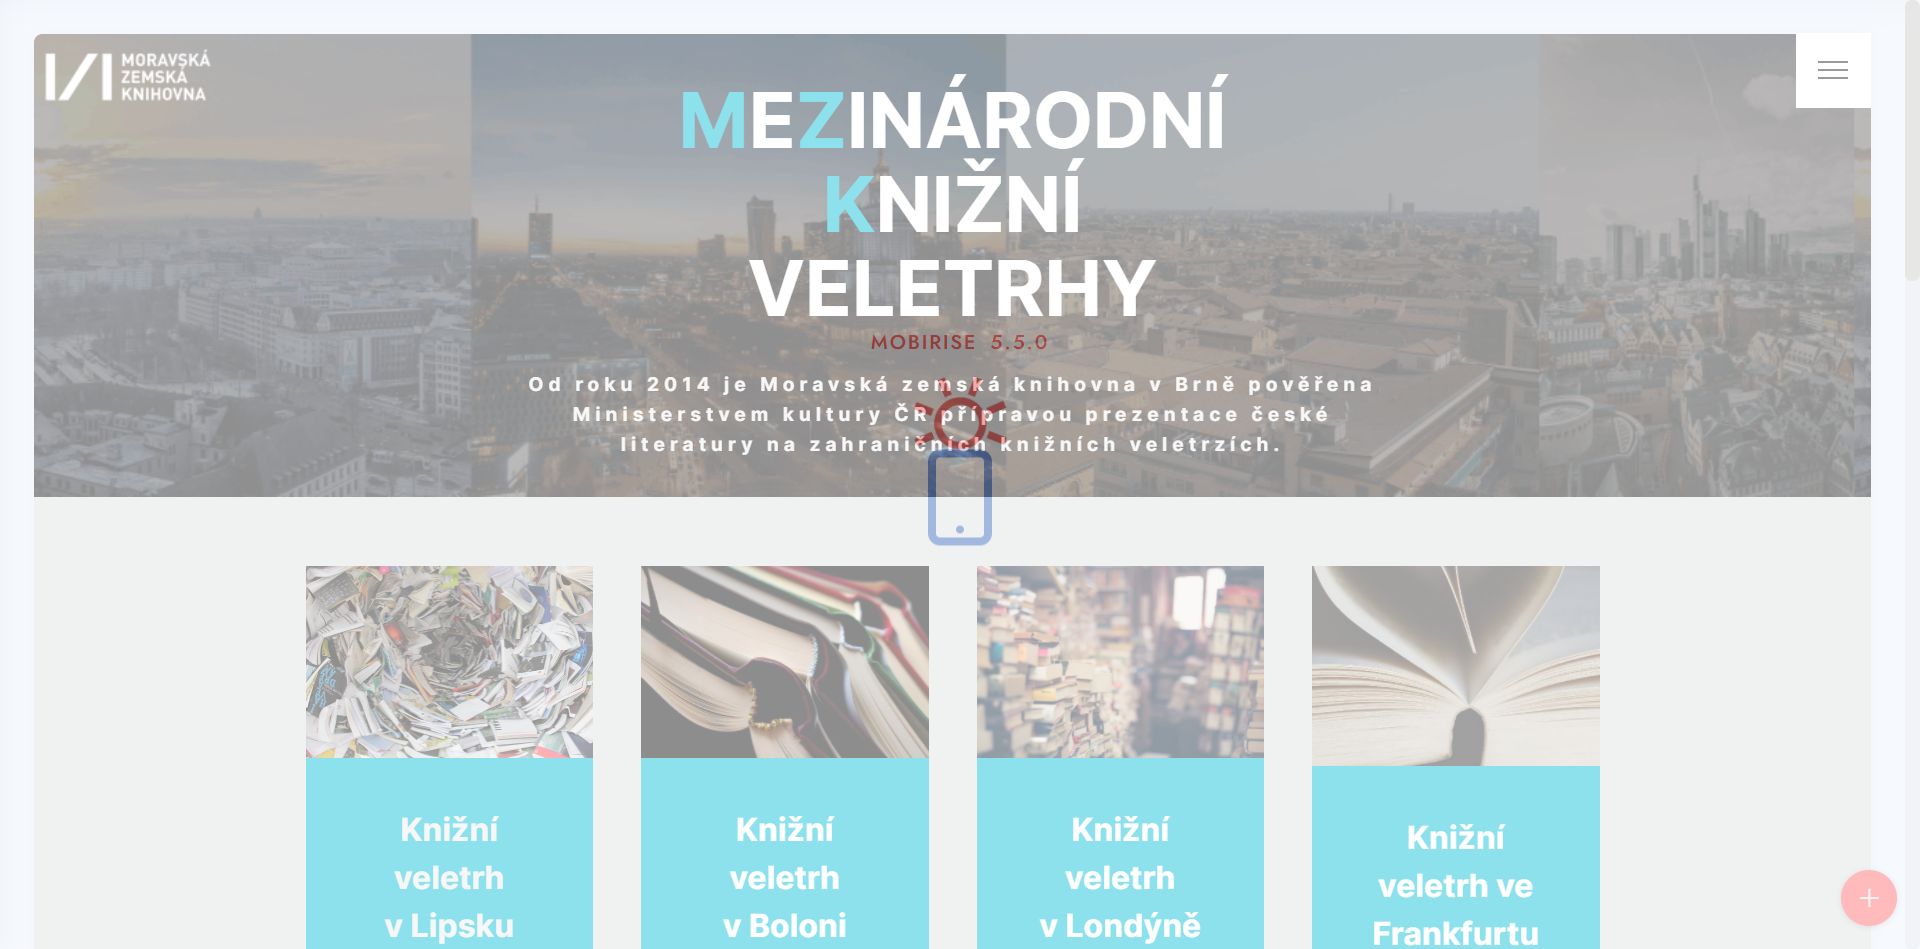 MORAVSKÁ
ZEMSKÁ
KNIHOVNA
MEZINÁRODNÍ
KNIŽNÍ
VELETRHY
MOBIRISE 5.5.0
Od roku 2014 je Moravská zemská knihovna v Brně pověřena
Ministerstvem kultury ČR přípravou prezentace české
literatury na zahraničních knižních veletrzích.
Knižní
veletrh
v Lipsku
Knižní
veletrh
v Boloni
Knižní
veletrh
v Londýně
Knižní
veletrh ve
Frankfurtu